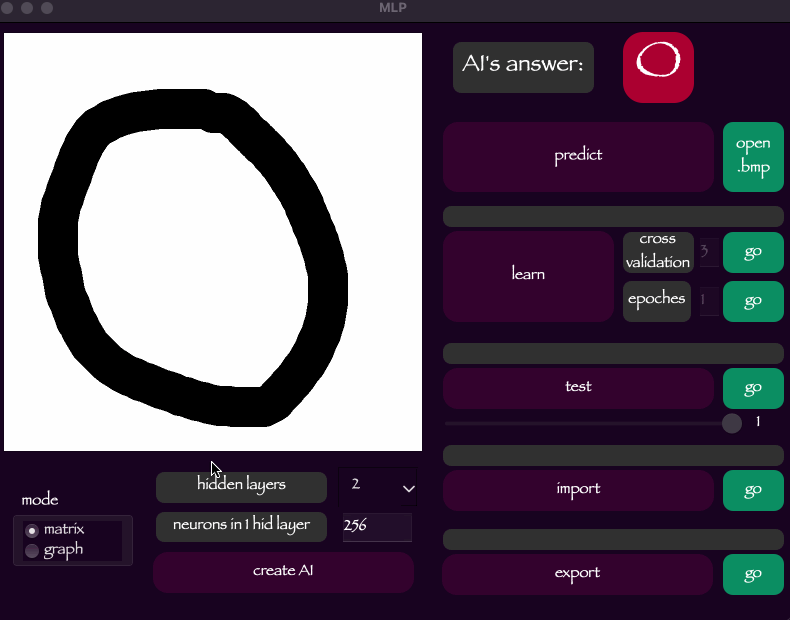 MLP
AI's answer:
O
predict
open
.bmp
learn
cross
validation
3
go
epoches
1
go
test
go
1
hidden layers
2
mode
matrix
graph
neurons in 1 hid layer
256
create AI
import
go
export
go